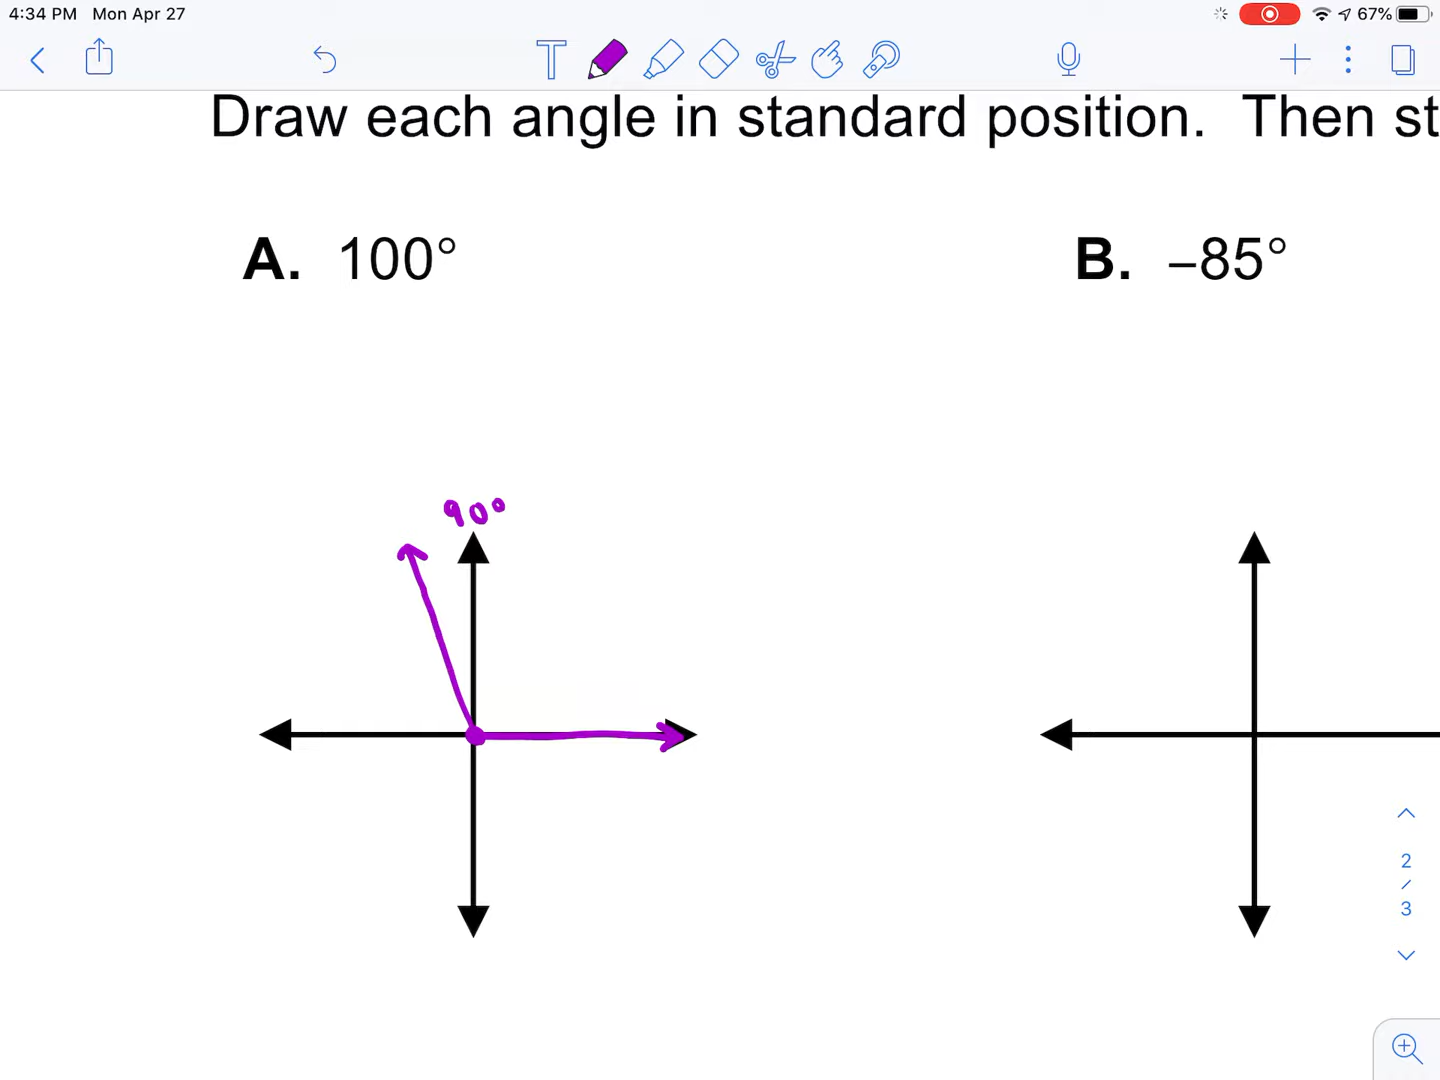 4:34 PM Mon Apr 27 67%
T
Draw each angle in standard position. Then st
A. 100° B. –85°
90°
2
/
3